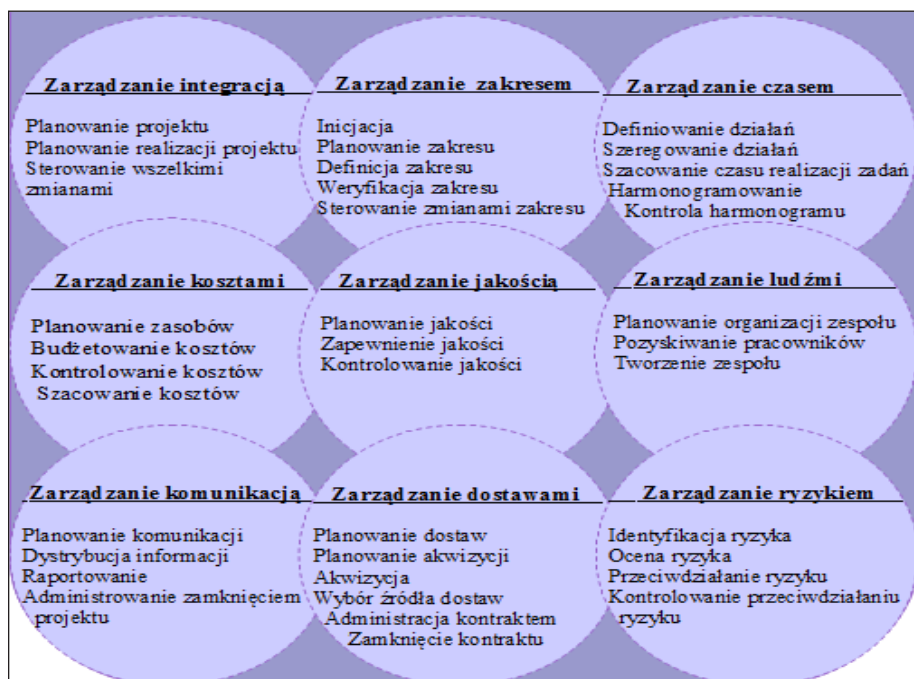 Zarządzanie integracją
Planowanie projektu
Planowanie realizacji projektu
Sterowanie wszelkimi
zmianami
Zarządzanie zakresem
Inicjacja
Planowanie zakresu
Definicja zakresu
Weryfikacja zakresu
Sterowanie zmianami zakresu
Zarządzanie czasem
Definiowanie działań
Szeregowanie działań
Szacowanie czasu realizacji zadań
Harmonogramowanie
Kontrola harmonogramu
Zarządzanie kosztami
Planowanie zasobów
Budżetowanie kosztów
Kontrolowanie kosztów
Szacowanie kosztów
Zarządzanie jakością
Planowanie jakości
Zapewnienie jakości
Kontrolowanie jakości
Zarządzanie ludźmi
Planowanie organizacji zespołu
Pozyskiwanie pracowników
Tworzenie zespołu
Zarządzanie komunikacją
Planowanie komunikacji
Dystrybucja informacji
Raportowanie
Administrowanie zamknięciem
projektu
Zarządzanie dostawami
Planowanie dostaw
Planowanie akwizycji
Akwizycja
Wybór źródła dostaw
Administracja kontraktem
Zamknięcie kontraktu
Zarządzanie ryzykiem
Identyfikacja ryzyka
Ocena ryzyka
Przeciwdziałanie ryzyku
Kontrolowanie przeciwdziałaniu
ryzyku